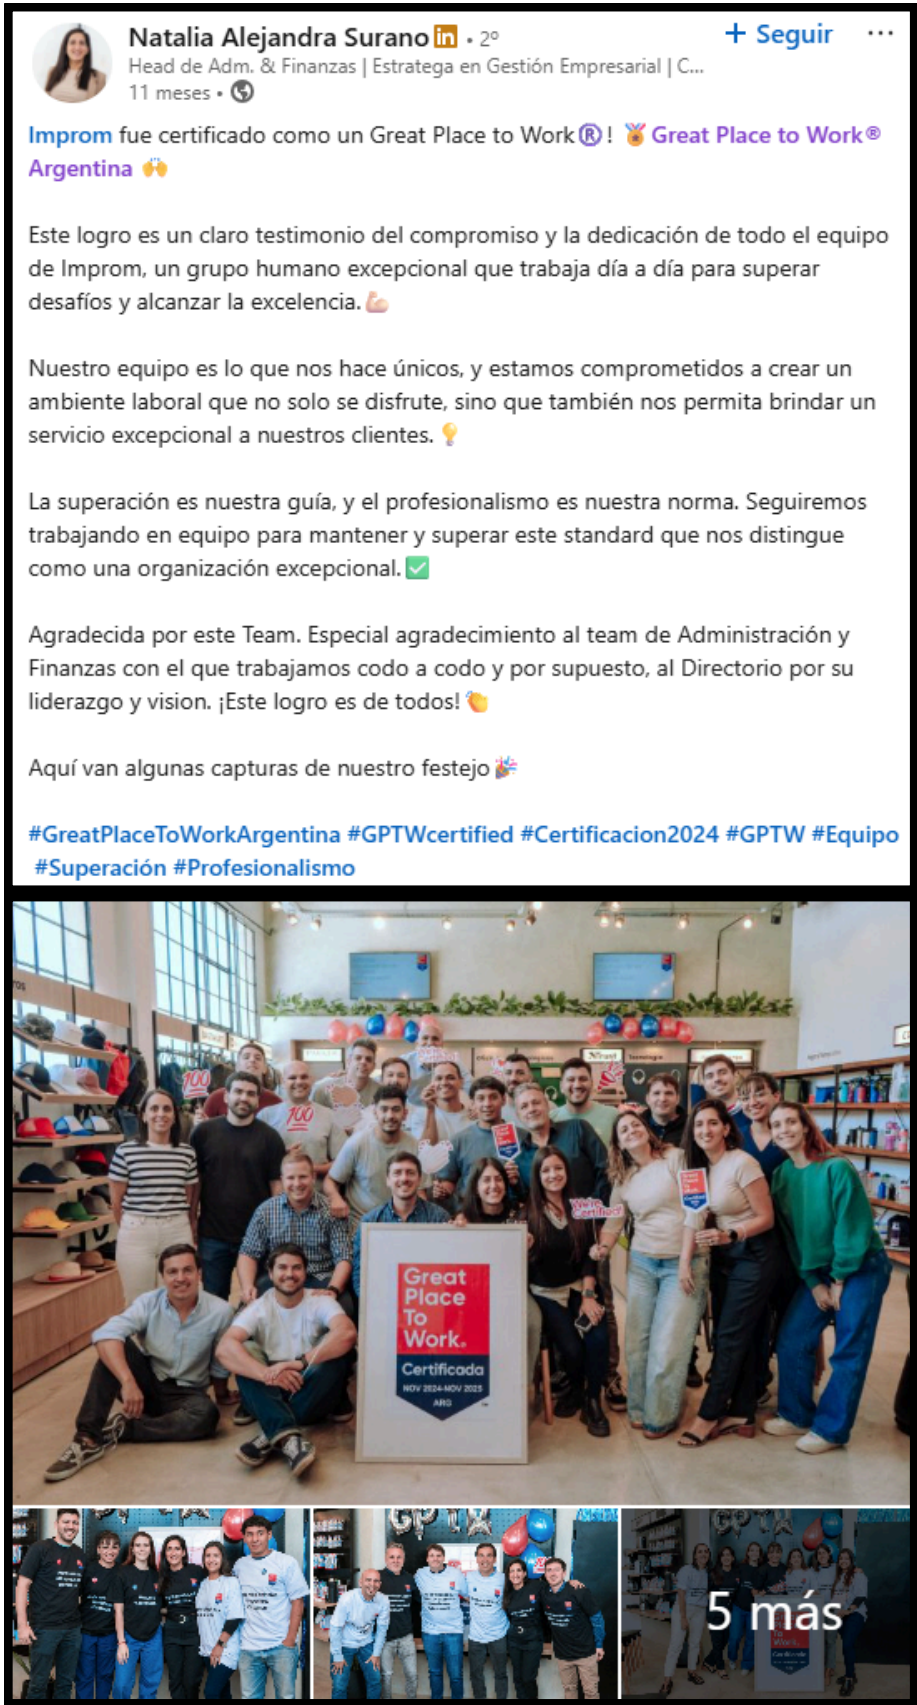 Natalia Alejandra Surano in • 2º
+ Seguir
Head de Adm. & Finanzas | Estratega en Gestión Empresarial | C...
11 meses •
Improm fue certificado como un Great Place to Work®! 🏅Great Place to Work®
Argentina 🙌
Este logro es un claro testimonio del compromiso y la dedicación de todo el equipo
de Improm, un grupo humano excepcional que trabaja día a día para superar
desafíos y alcanzar la excelencia.💪🏻
Nuestro equipo es lo que nos hace únicos, y estamos comprometidos a crear un
ambiente laboral que no solo se disfrute, sino que también nos permita brindar un
servicio excepcional a nuestros clientes. 💡
La superación es nuestra guía, y el profesionalismo es nuestra norma. Seguiremos
trabajando en equipo para mantener y superar este standard que nos distingue
como una organización excepcional.✅
Agradecida por este Team. Especial agradecimiento al team de Administración y
Finanzas con el que trabajamos codo a codo y por supuesto, al Directorio por su
liderazgo y vision. ¡Este logro es de todos! 👏
Aquí van algunas capturas de nuestro festejo 🎉
#GreatPlaceToWorkArgentina #GPTWcertified #Certificacion2024 #GPTW #Equipo
#Superación #Profesionalismo
100
100
We're
Certified!
Great
Place
To
Work.
Certificada
NOV 2024-NOV 2025
ARG
GPTW
GPTW
5 más